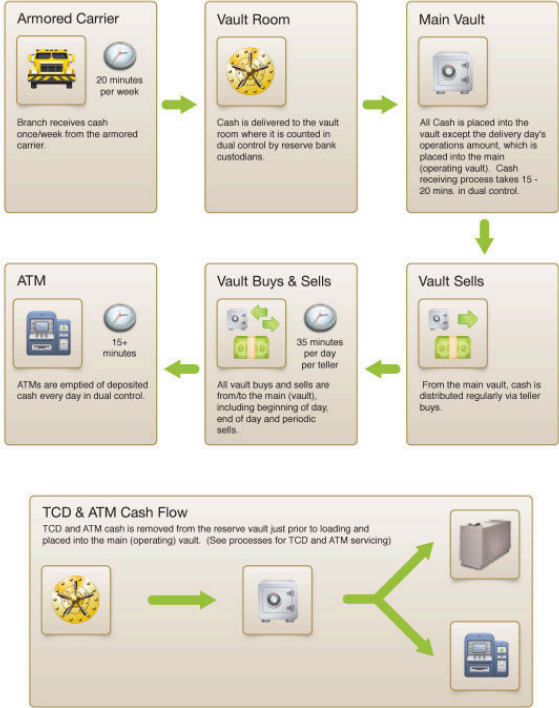 Armored Carrier
20 minutes
per week
Branch receives cash
once/week from the armored
carrier.
Vault Room
Cash is delivered to the vault
room where it is counted in
dual control by reserve bank
custodians.
Main Vault
All Cash is placed into the
vault except the delivery day's
operations amount, which is
placed into the main
(operating vault). Cash
receiving process takes 15 -
20 mins. in dual control.
ATM
15+
minutes
ATMs are emptied of deposited
cash every day in dual control.
Vault Buys & Sells
35 minutes
per day
per teller
All vault buys and sells are
from/to the main (vault),
including beginning of day,
end of day and periodic
sells.
Vault Sells
From the main vault, cash is
distributed regularly via teller
buys.
TCD & ATM Cash Flow
TCD and ATM cash is removed from the reserve vault just prior to loading and
placed into the main (operating) vault. (See processes for TCD and ATM servicing)